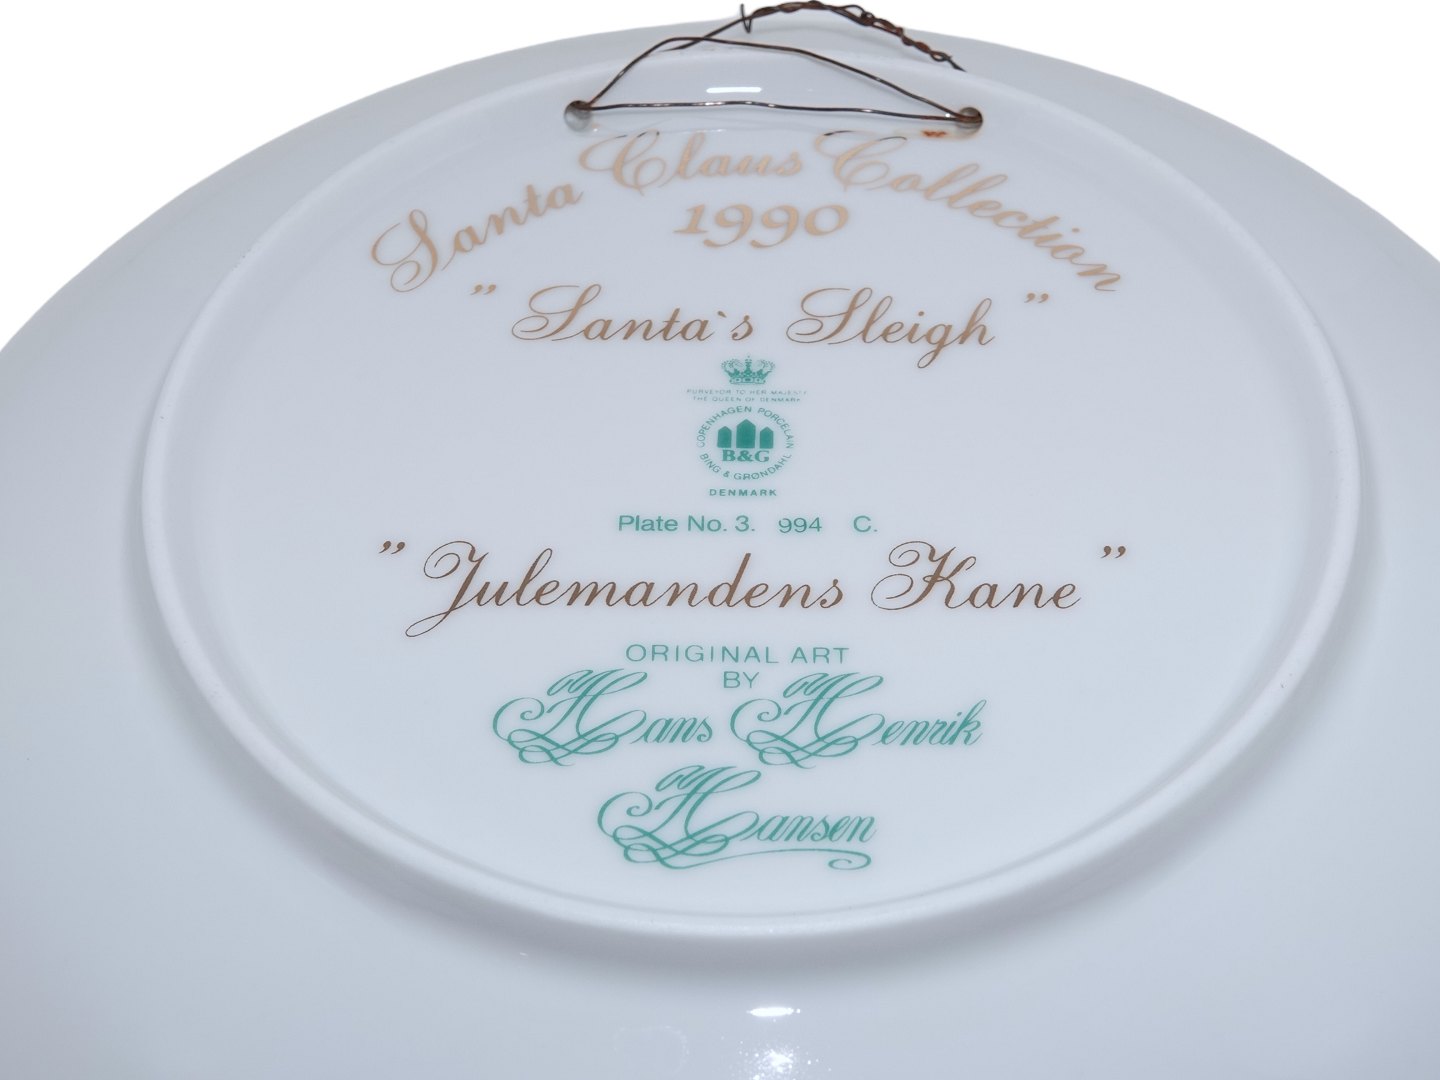 Santa Claus Collection
1990
" Santa`s Sleigh "
PURVEYOR TO HER MAJESTY
THE QUEEN OF DENMARK
COPENHAGEN PORCELAIN
B&G
BING & GRØNDAHL
DENMARK
Plate No. 3. 994 C.
" Julemandens Kane "
ORIGINAL ART
BY
Hans Henrik
Hansen